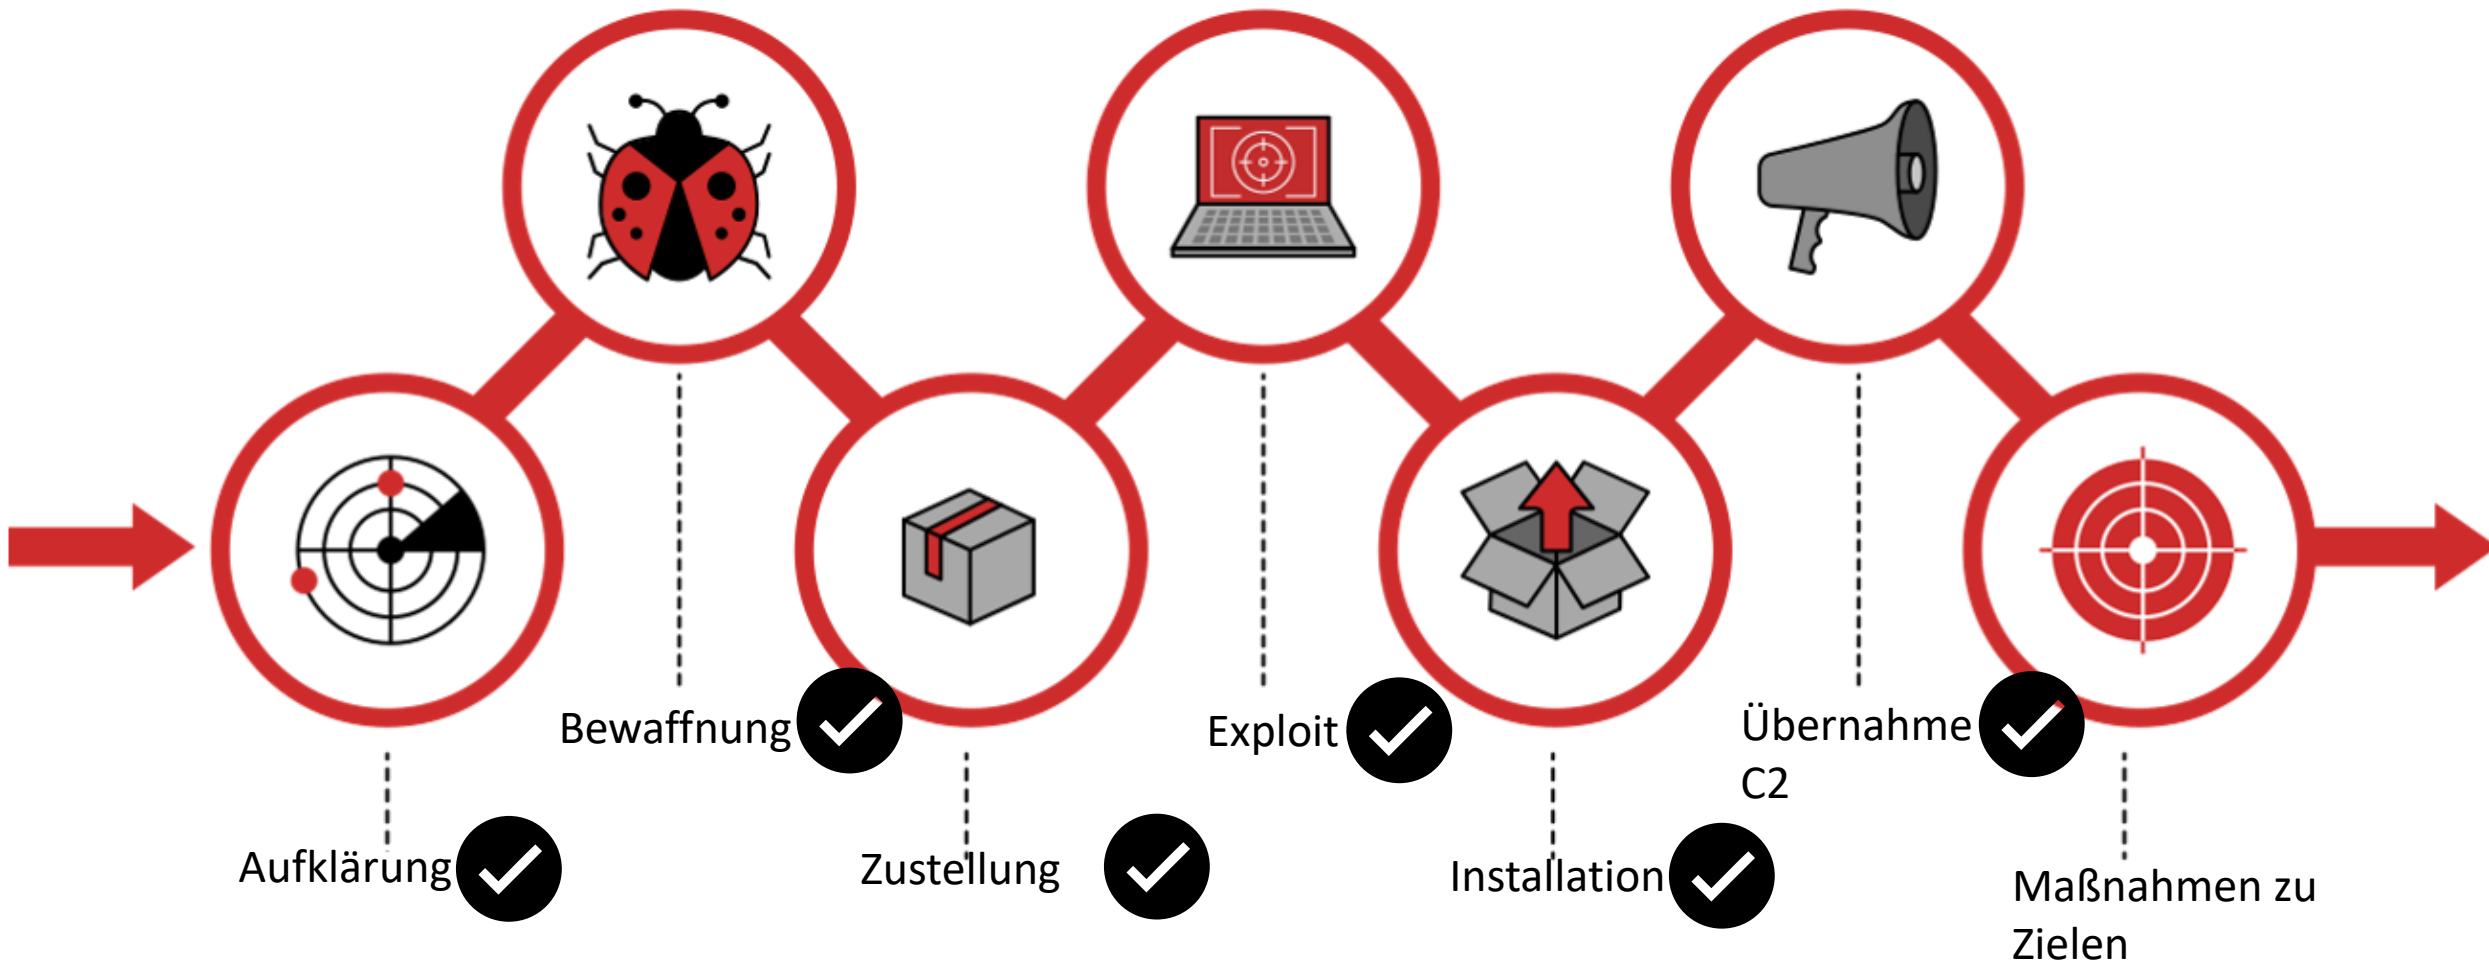 Aufklärung
Bewaffnung
Zustellung
Exploit
Installation
Übernahme
C2
Maßnahmen zu
Zielen